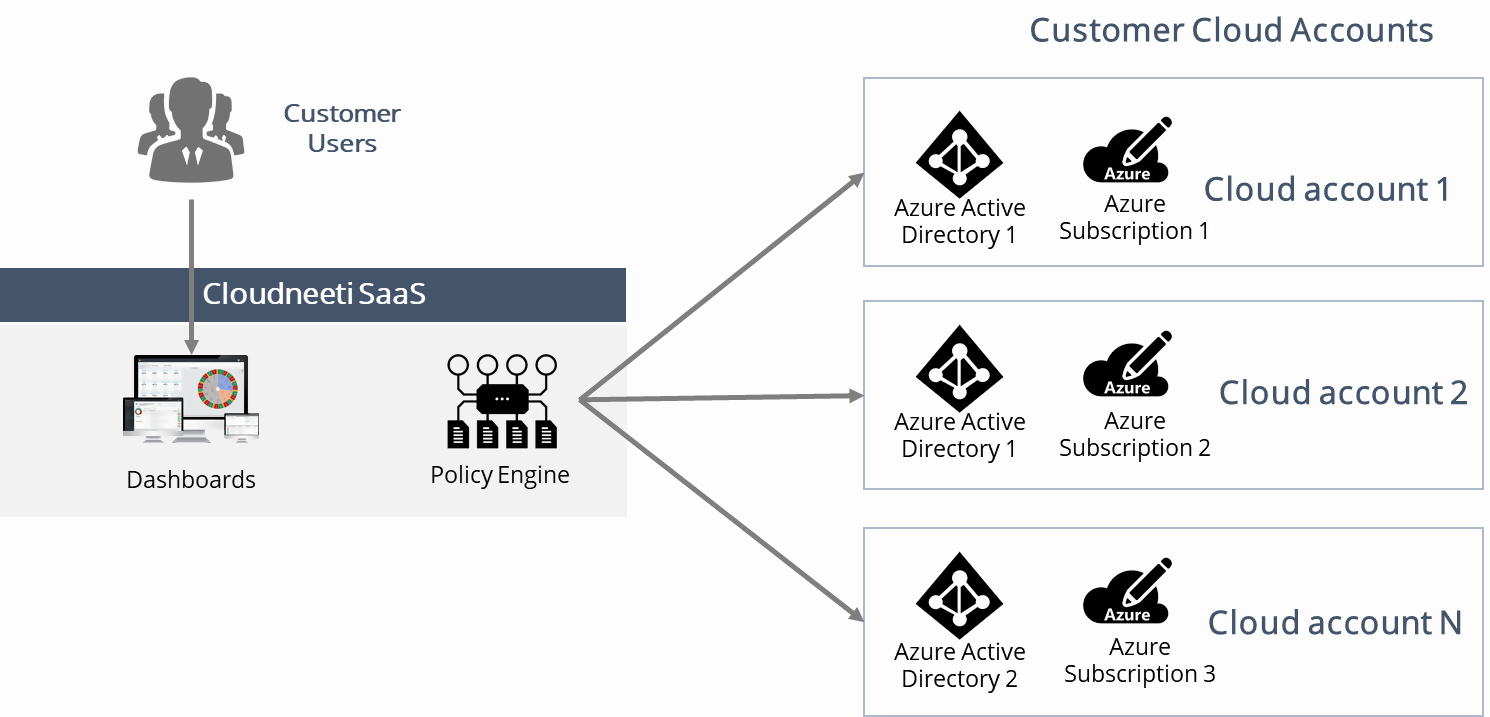 Customer Cloud Accounts
Customer
Users
Cloudneeti SaaS
Dashboards
Policy Engine
Azure Active
Directory 1
Azure
Azure
Subscription 1
Cloud account 1
Azure Active
Directory 1
Azure
Azure
Subscription 2
Cloud account 2
Azure Active
Directory 2
Azure
Azure
Subscription 3
Cloud account N